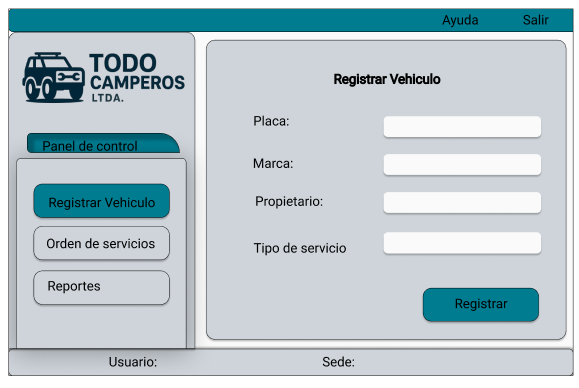 Ayuda Salir
TODO
CAMPEROS
LTDA.
Panel de control
Registrar Vehiculo
Orden de servicios
Reportes
Registrar Vehiculo
Placa:
Marca:
Propietario:
Tipo de servicio
Registrar
Usuario: Sede: